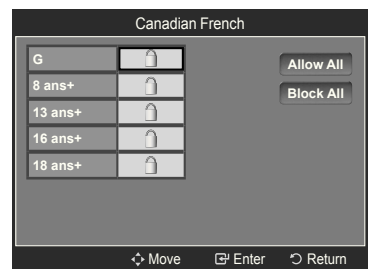 Canadian French
G
8 ans+
13 ans+
16 ans+
18 ans+
Allow All
Block All
Move Enter Return